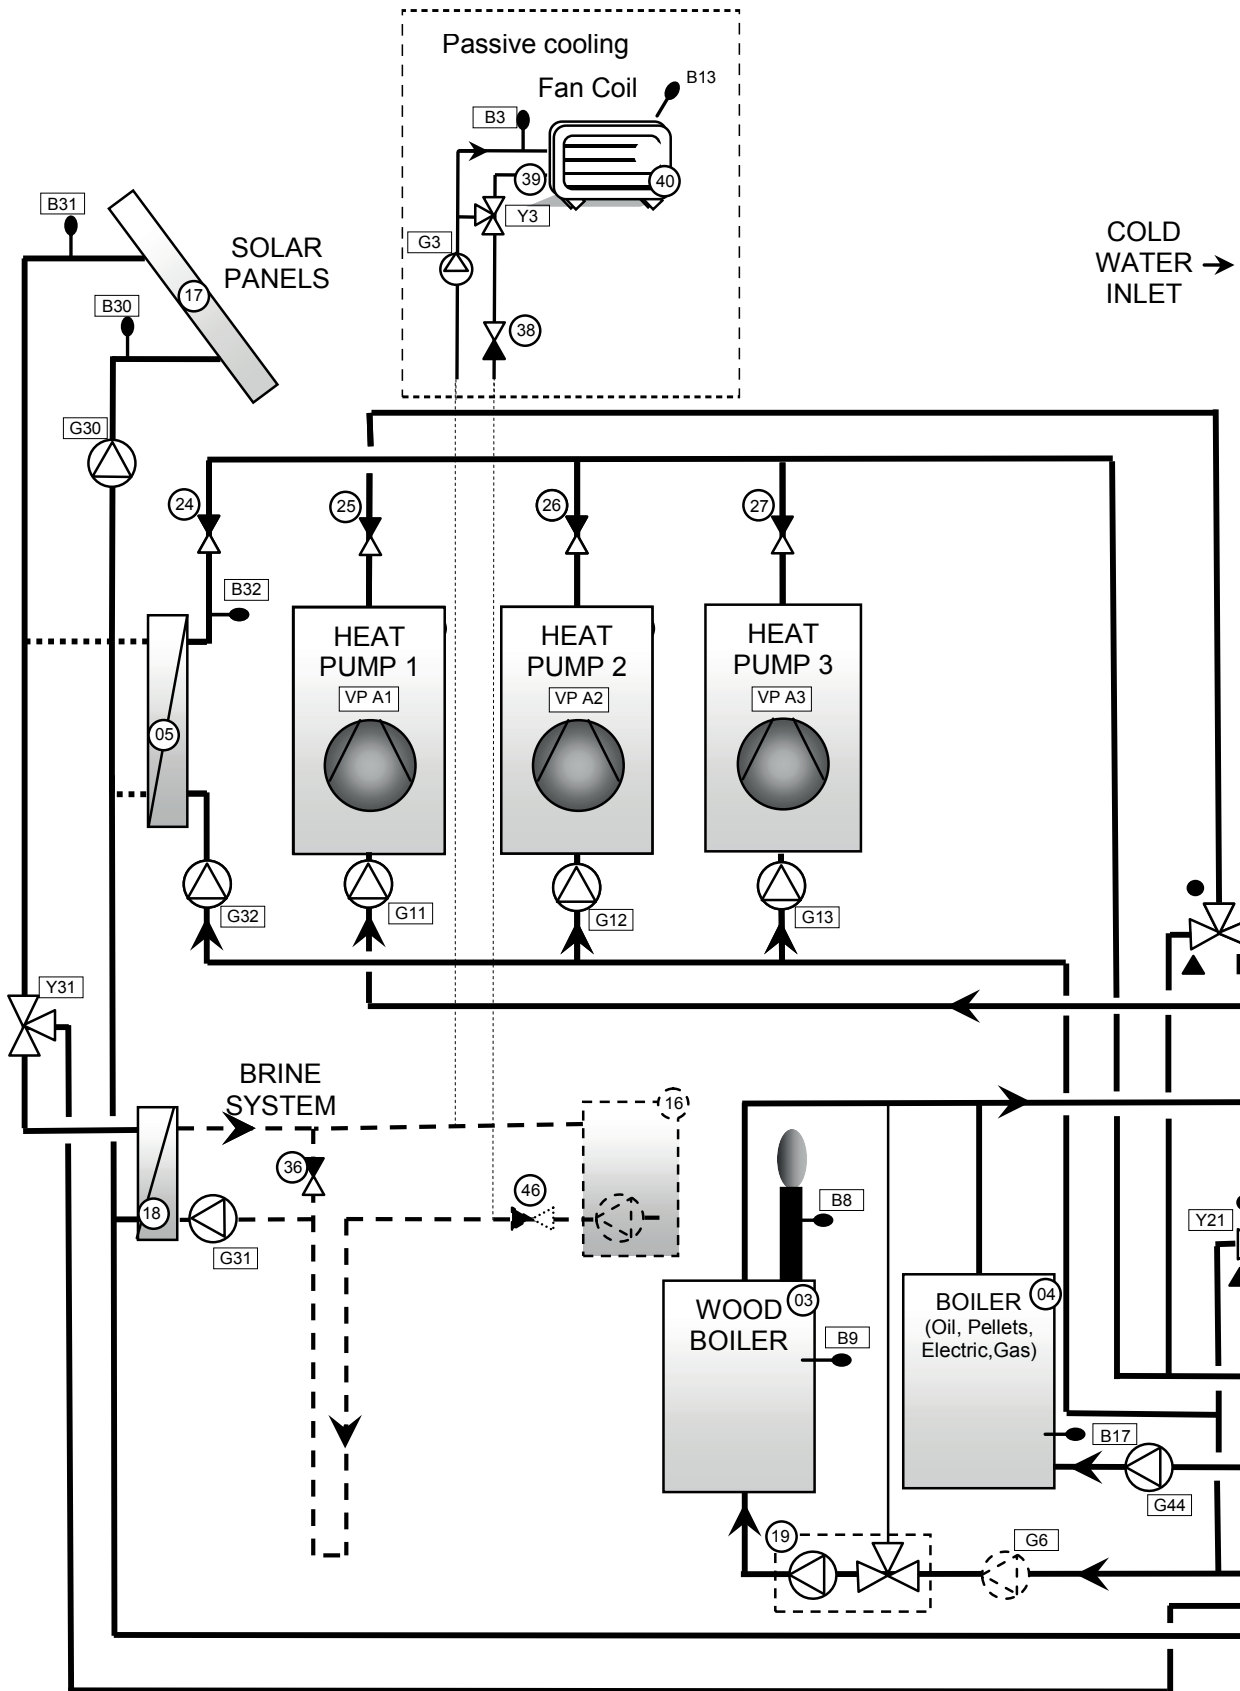 Passive cooling
Fan Coil
B13
B3
39
40
Y3
G3
38
B31
SOLAR
PANELS
17
B30
G30
COLD
WATER
INLET
24
25
26
27
B32
HEAT
PUMP 1
VP A1
HEAT
PUMP 2
VP A2
HEAT
PUMP 3
VP A3
05
G32
G11
G12
G13
Y31
BRINE
SYSTEM
16
36
46
18
G31
B8
Y21
WOOD
BOILER
03
B9
BOILER
(Oil, Pellets,
Electric,Gas)
04
B17
G44
19
G6